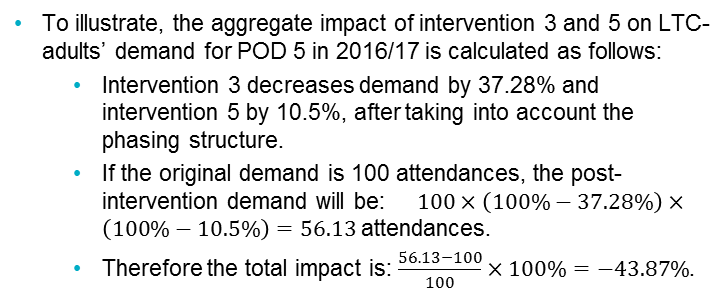 • To illustrate, the aggregate impact of intervention 3 and 5 on LTC-
adults’ demand for POD 5 in 2016/17 is calculated as follows:
• Intervention 3 decreases demand by 37.28% and
intervention 5 by 10.5%, after taking into account the
phasing structure.
• If the original demand is 100 attendances, the post-
intervention demand will be: 100 × (100% − 37.28%) ×
(100% − 10.5%) = 56.13 attendances.
• Therefore the total impact is: 56.13−100/100 × 100% = −43.87%.